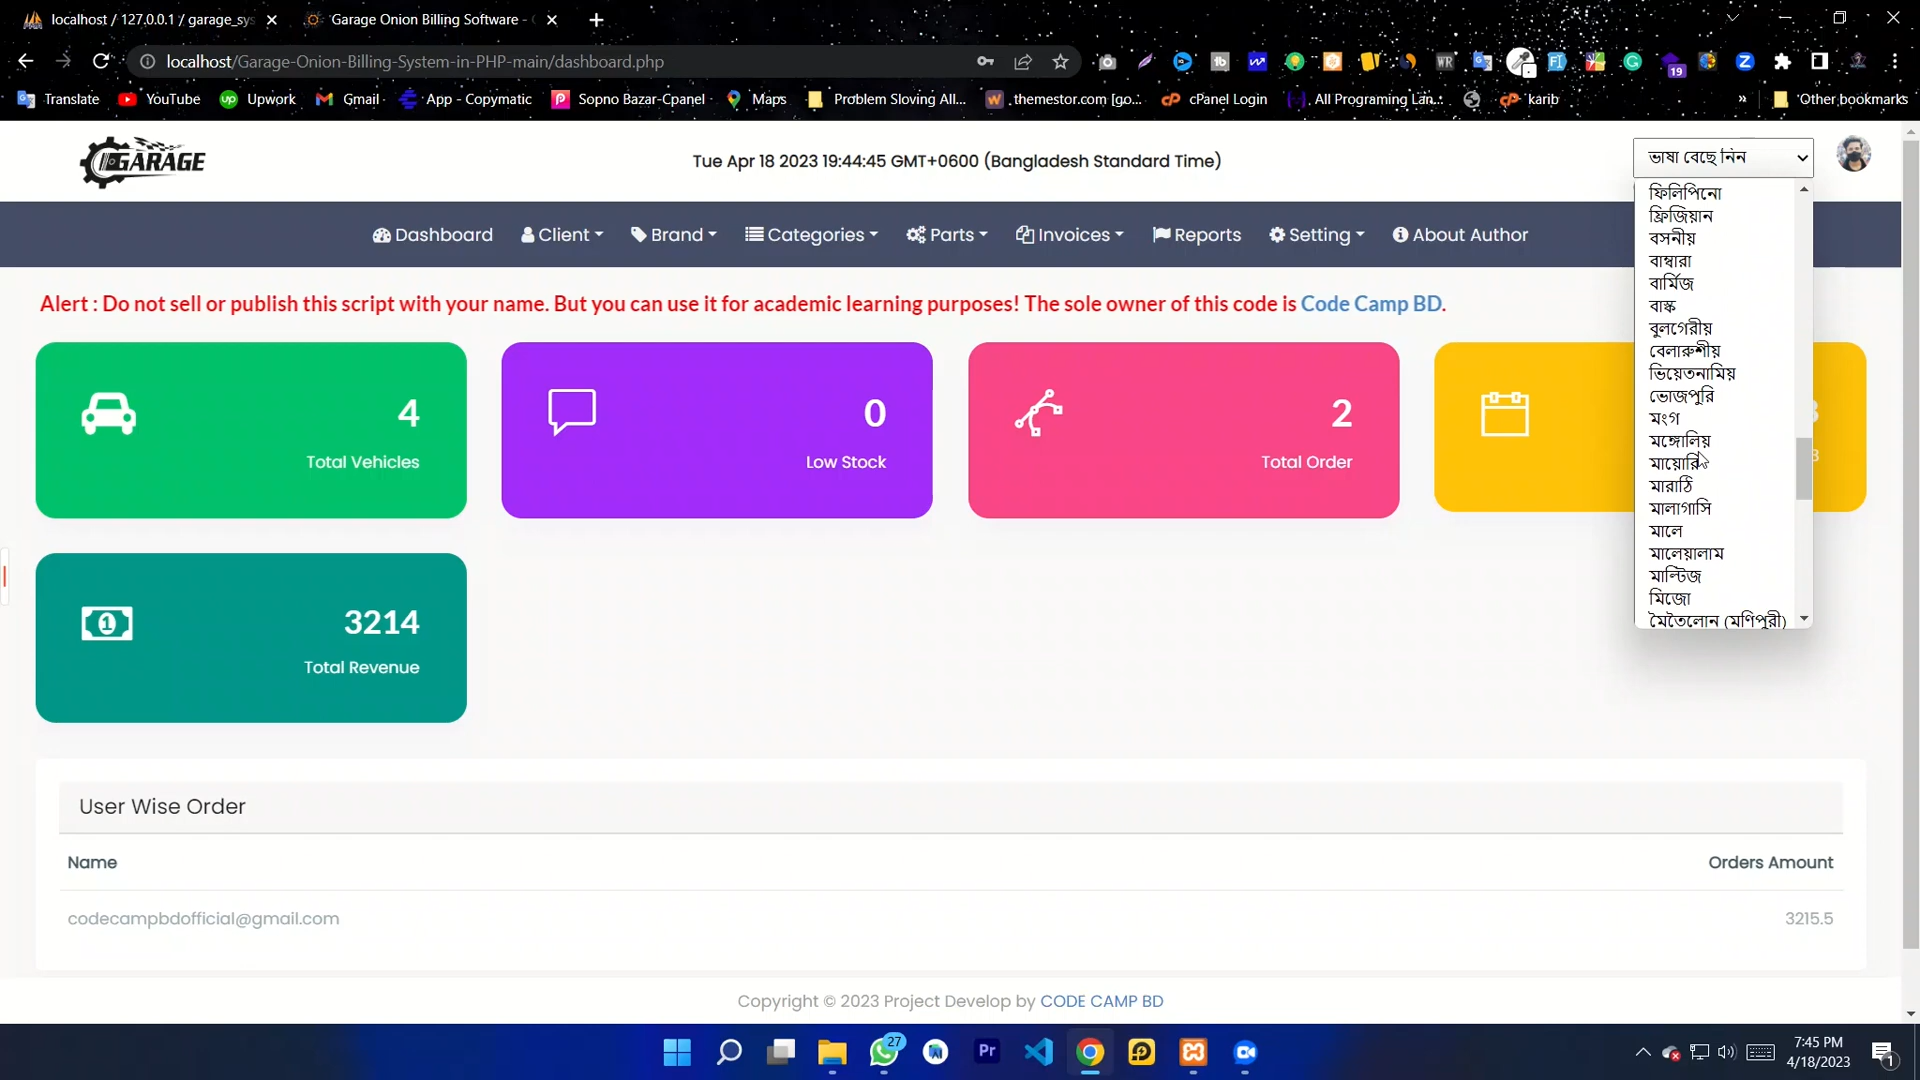 localhost / 127.0.0.1 / garage_sys
Garage Onion Billing Software -
localhost/Garage-Onion-Billing-System-in-PHP-main/dashboard.php
19
Translate
YouTube
Upwork
Gmail
App - Copymatic
Sopno Bazar-Cpanel
Maps
Problem Sloving All...
.themestor.com [go...
cPanel Login
All Programing Lan...
karib
»
Other bookmarks
GARAGE
Tue Apr 18 2023 19:44:45 GMT+0600 (Bangladesh Standard Time)
ভাষা বেছে নিন
Dashboard
Client
Brand
Categories
Parts
Invoices
Reports
Setting
About Author
Alert : Do not sell or publish this script with your name. But you can use it for academic learning purposes! The sole owner of this code is Code Camp BD.
ফিলিপিনো
ফ্রিজিয়ান
বসনীয়
বাম্বারা
বার্মিজ
বাস্ক
বুলগেরীয়
বেলারুশীয়
ভিয়েতনামিয়
ভোজপুরি
মংগ
মঙ্গোলিয়
মায়োরি
মারাঠি
মালাগাসি
মালে
মালেয়ালাম
মাল্টিজ
মিজো
মৈতৈলোন (মণিপুরী)
4
Total Vehicles
0
Low Stock
2
Total Order
3
3214
Total Revenue
User Wise Order
Name
Orders Amount
codecampbdofficial@gmail.com
3215.5
Copyright © 2023 Project Develop by CODE CAMP BD
27
Pr
7:45 PM
4/18/2023
1